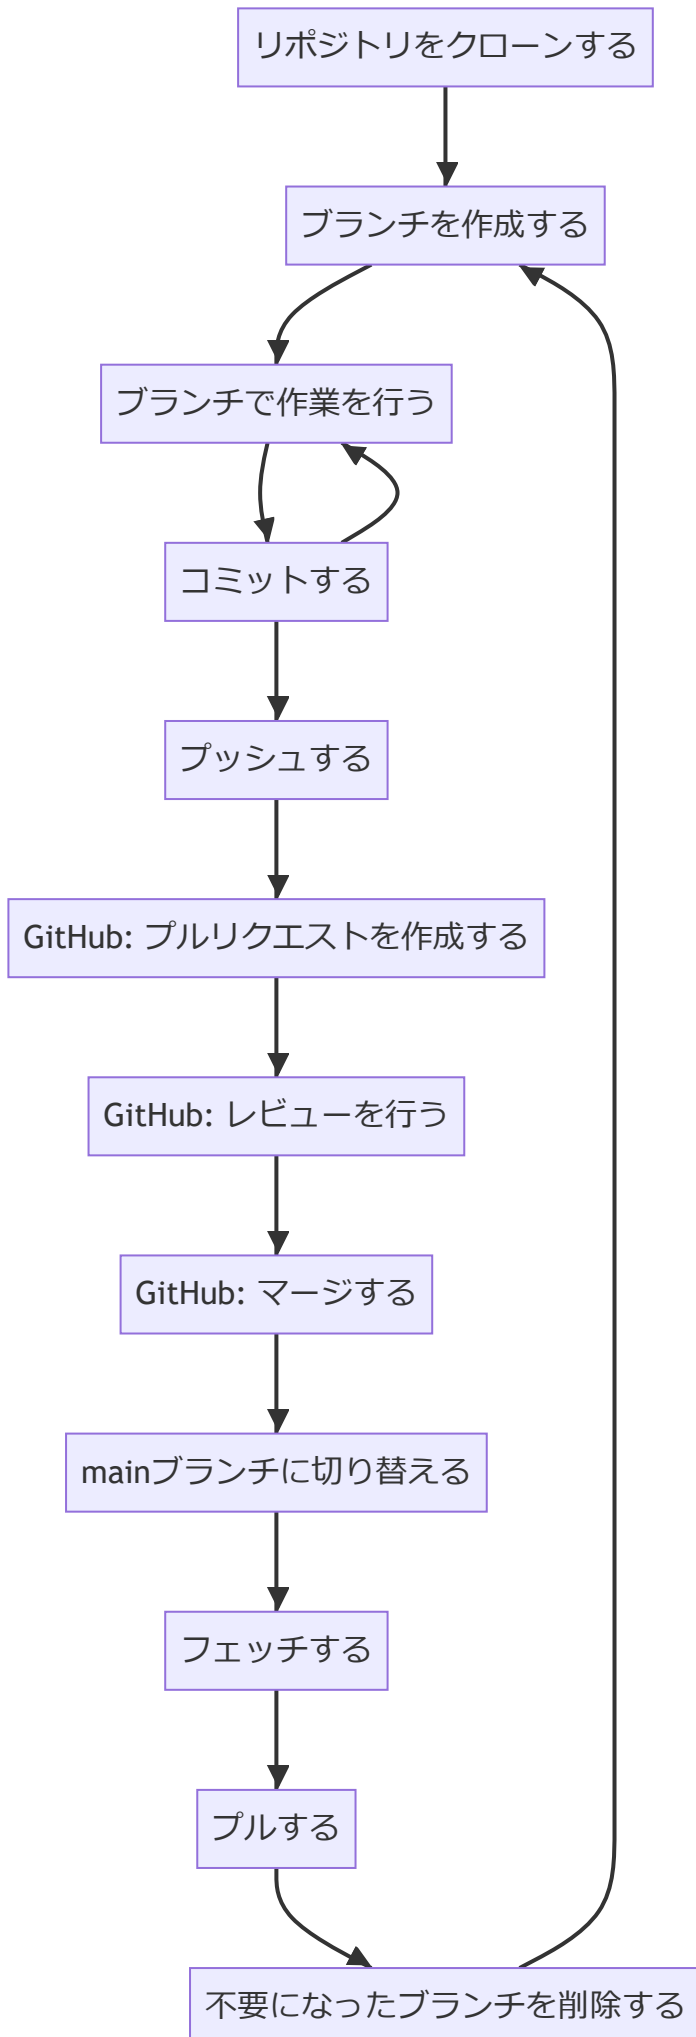 リポジトリをクローンする
ブランチを作成する
ブランチで作業を行う
コミットする
プッシュする
GitHub: プルリクエストを作成する
GitHub: レビューを行う
GitHub: マージする
mainブランチに切り替える
フェッチする
プルする
不要になったブランチを削除する